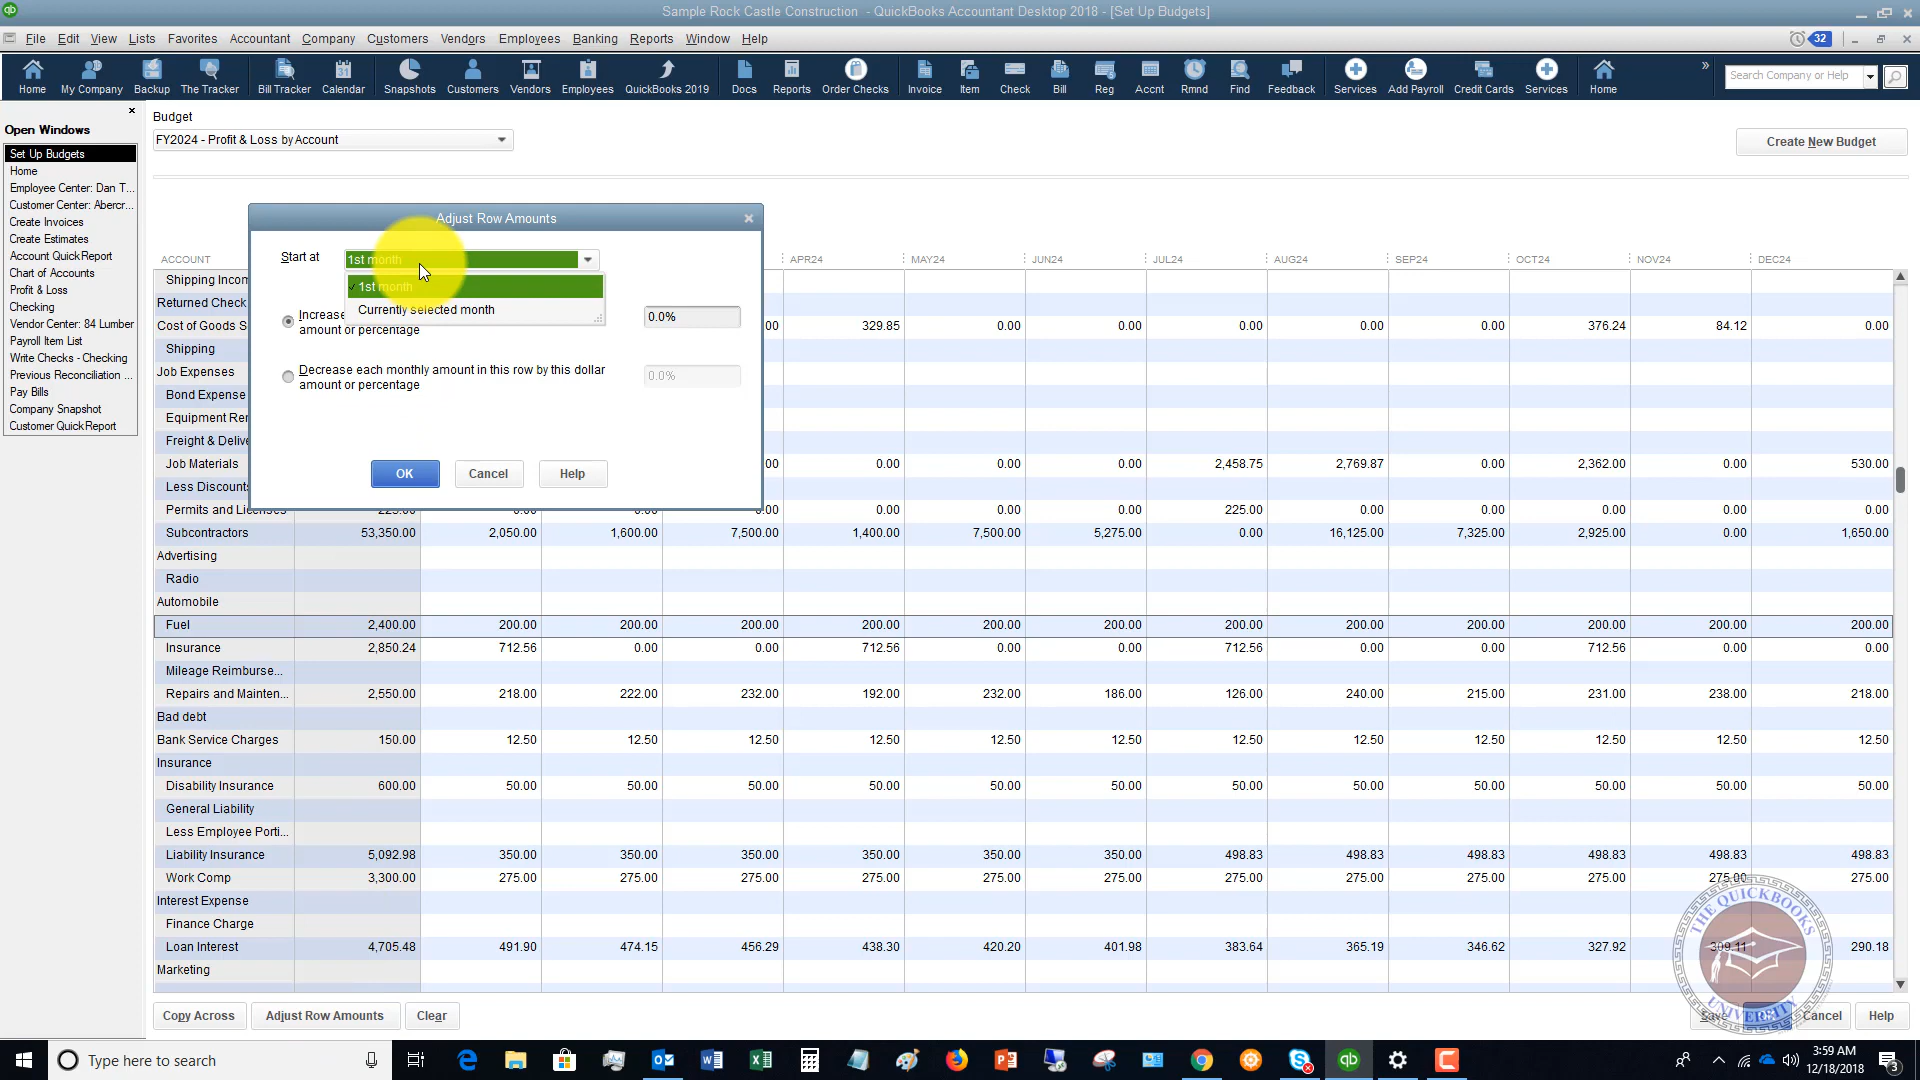 Sample Rock Castle Construction - QuickBooks Accountant Desktop 2018 - [Set Up Budgets]
File Edit View Lists Favorites Accountant Company Customers Vendors Employees Banking Reports Window Help
32
Home My Company Backup The Tracker Bill Tracker Calendar Snapshots Customers Vendors Employees QuickBooks 2019 Docs Reports Order Checks Invoice Item Check Bill Reg Accnt Rmnd Find Feedback Services Add Payroll Credit Cards Services Home
Search Company or Help
Open Windows
Set Up Budgets
Home
Employee Center: Dan T...
Customer Center: Abercr...
Create Invoices
Create Estimates
Account QuickReport
Chart of Accounts
Profit & Loss
Checking
Vendor Center: 84 Lumber
Payroll Item List
Write Checks - Checking
Previous Reconciliation ...
Pay Bills
Company Snapshot
Customer QuickReport
Budget
FY2024 - Profit & Loss by Account
Create New Budget
Adjust Row Amounts
Start at 1st month
1st month
Currently selected month
Increase
amount or percentage
0.0%
Decrease each monthly amount in this row by this dollar
amount or percentage
0.0%
OK Cancel Help
ACCOUNT APR24 MAY24 JUN24 JUL24 AUG24 SEP24 OCT24 NOV24 DEC24
Shipping Incom
Returned Check
Cost of Goods S 00 329.85 0.00 0.00 0.00 0.00 0.00 376.24 84.12 0.00
Shipping
Job Expenses
Bond Expense
Equipment Ren
Freight & Delive
Job Materials 00 0.00 0.00 0.00 2,458.75 2,769.87 0.00 2,362.00 0.00 530.00
Less Discounts
Permits and Licenses 225.00 0.00 0.00 0.00 0.00 0.00 0.00 225.00 0.00 0.00 0.00 0.00 0.00
Subcontractors 53,350.00 2,050.00 1,600.00 7,500.00 1,400.00 7,500.00 5,275.00 0.00 16,125.00 7,325.00 2,925.00 0.00 1,650.00
Advertising
Radio
Automobile
Fuel 2,400.00 200.00 200.00 200.00 200.00 200.00 200.00 200.00 200.00 200.00 200.00 200.00 200.00
Insurance 2,850.24 712.56 0.00 0.00 712.56 0.00 0.00 712.56 0.00 0.00 712.56 0.00 0.00
Mileage Reimburse...
Repairs and Mainten... 2,550.00 218.00 222.00 232.00 192.00 232.00 186.00 126.00 240.00 215.00 231.00 238.00 218.00
Bad debt
Bank Service Charges 150.00 12.50 12.50 12.50 12.50 12.50 12.50 12.50 12.50 12.50 12.50 12.50 12.50
Insurance
Disability Insurance 600.00 50.00 50.00 50.00 50.00 50.00 50.00 50.00 50.00 50.00 50.00 50.00 50.00
General Liability
Less Employee Porti...
Liability Insurance 5,092.98 350.00 350.00 350.00 350.00 350.00 350.00 498.83 498.83 498.83 498.83 498.83 498.83
Work Comp 3,300.00 275.00 275.00 275.00 275.00 275.00 275.00 275.00 275.00 275.00 275.00 275.00 275.00
Interest Expense
Finance Charge
Loan Interest 4,705.48 491.90 474.15 456.29 438.30 420.20 401.98 383.64 365.19 346.62 327.92 309.11 290.18
Marketing
THE QUICKBOOKS UNIVERSITY
Copy Across Adjust Row Amounts Clear Save Cancel Help
Type here to search
3:59 AM
12/18/2018
3